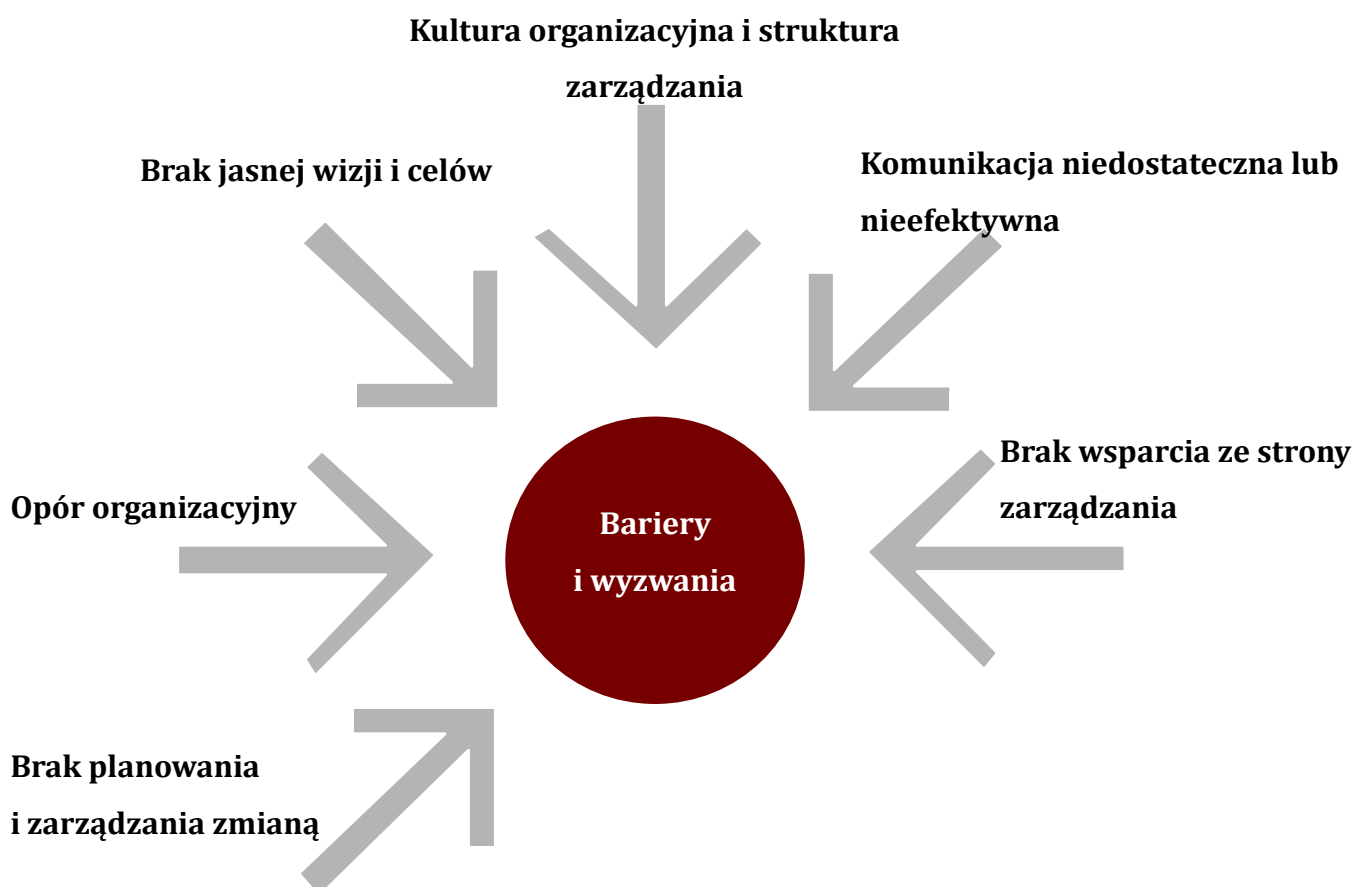 Kultura organizacyjna i struktura
zarządzania
Brak jasnej wizji i celów
Komunikacja niedostateczna lub
nieefektywna
Brak wsparcia ze strony
zarządzania
Opór organizacyjny
Bariery
i wyzwania
Brak planowania
i zarządzania zmianą